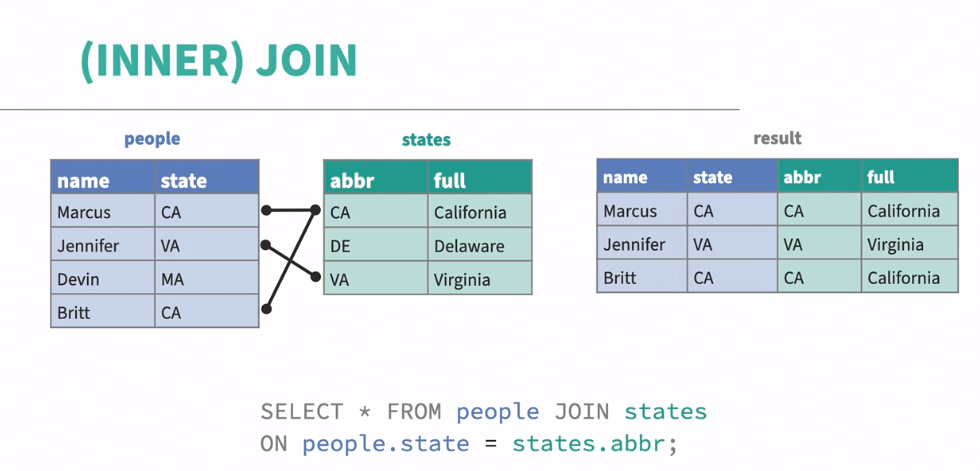 (INNER) JOIN
people
name state
Marcus CA
Jennifer VA
Devin MA
Britt CA
states
abbr full
CA California
DE Delaware
VA Virginia
result
name state abbr full
Marcus CA CA California
Jennifer VA VA Virginia
Britt CA CA California
SELECT * FROM people JOIN states
ON people.state = states.abbr;